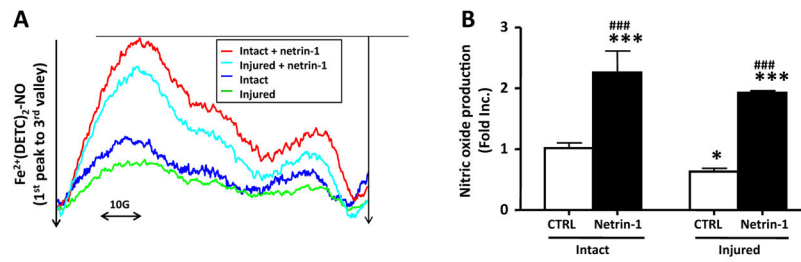 A
Fe²⁺(DETC)₂-NO
(1st peak to 3rd valley)
Intact + netrin-1
Injured + netrin-1
Intact
Injured
10G
B
Nitric oxide production
(Fold Inc.)
3
2
1
0
###
***
*
###
***
CTRL Netrin-1 CTRL Netrin-1
Intact Injured